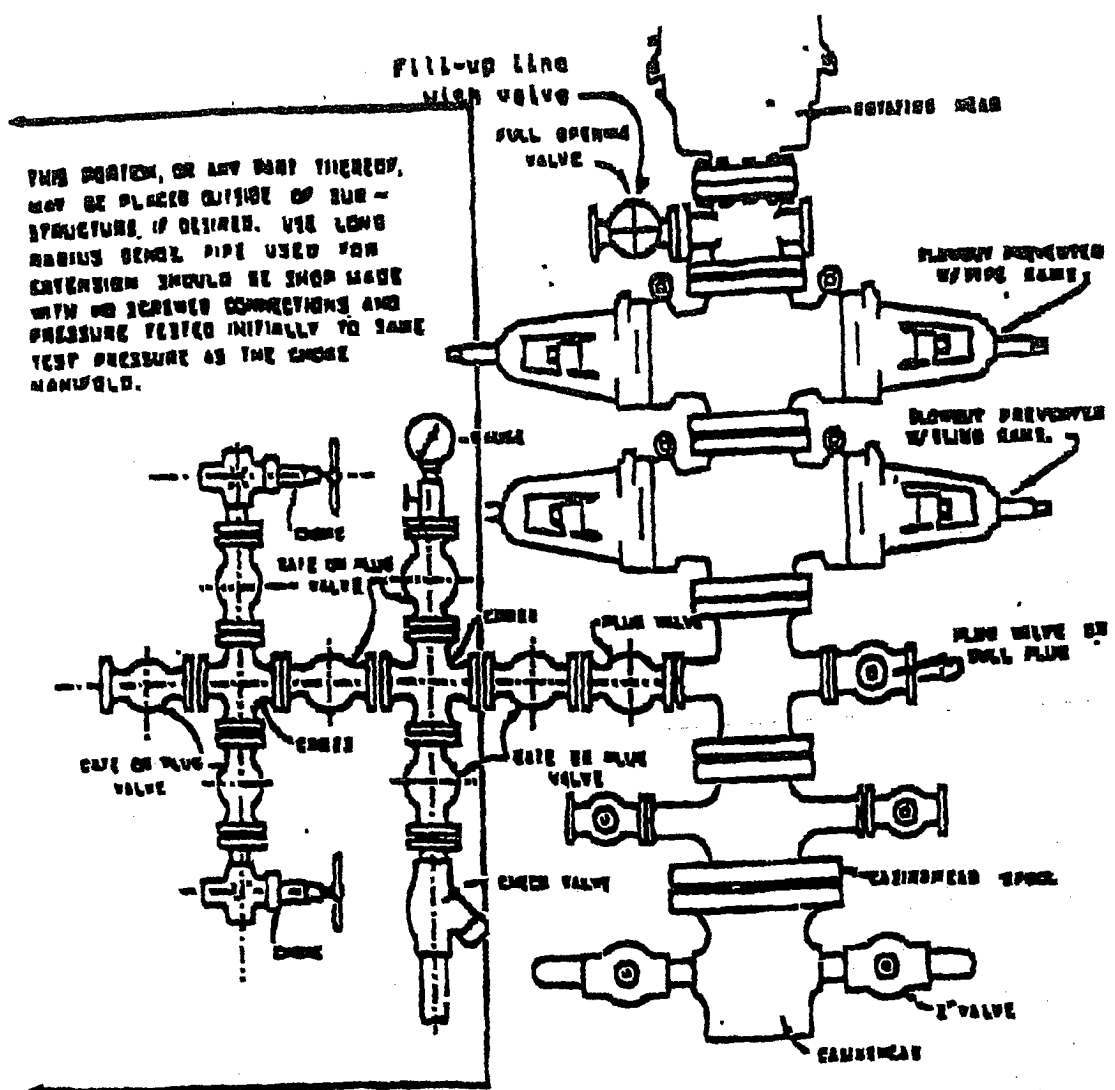 Fill-up line
with valve
FULL OPENING
VALVE
ROTATING HEAD
THIS PORTION, OR ANY PART THEREOF,
MAY BE PLACED OUTSIDE OF SUB-
STRUCTURE, IF DESIRED. USE LONG
RADIUS BENDS. PIPE USED FOR
EXTENSION SHOULD BE SHOP MADE
WITH NO SCREWED CONNECTIONS AND
PRESSURE TESTED INITIALLY TO SAME
TEST PRESSURE AS THE CHOKE
MANIFOLD.
BLOWOUT PREVENTER
W/PIPE RAMS.
BLOWOUT PREVENTER
W/BLIND RAMS.
GAUGE
CHOKE
GATE OR PLUG
VALVE
CROSS
PLUG VALVE
PLUG VALVE OR
BULL PLUG
CROSS
GATE OR PLUG
VALVE
GATE OR PLUG
VALVE
CHECK VALVE
CASINGHEAD SPOOL
CHOKE
2" VALVE
CASINGHEAD